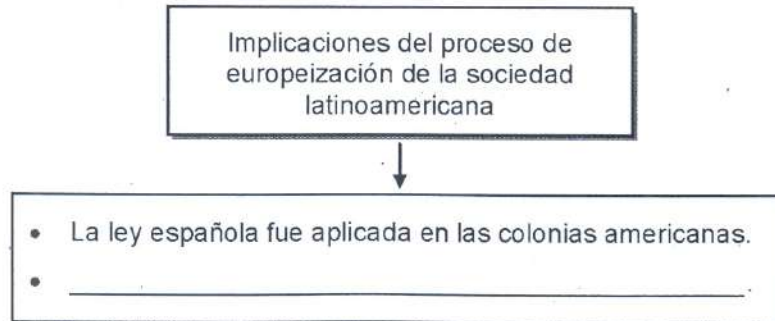 Implicaciones del proceso de
europeización de la sociedad
latinoamericana
• La ley española fue aplicada en las colonias americanas.
•